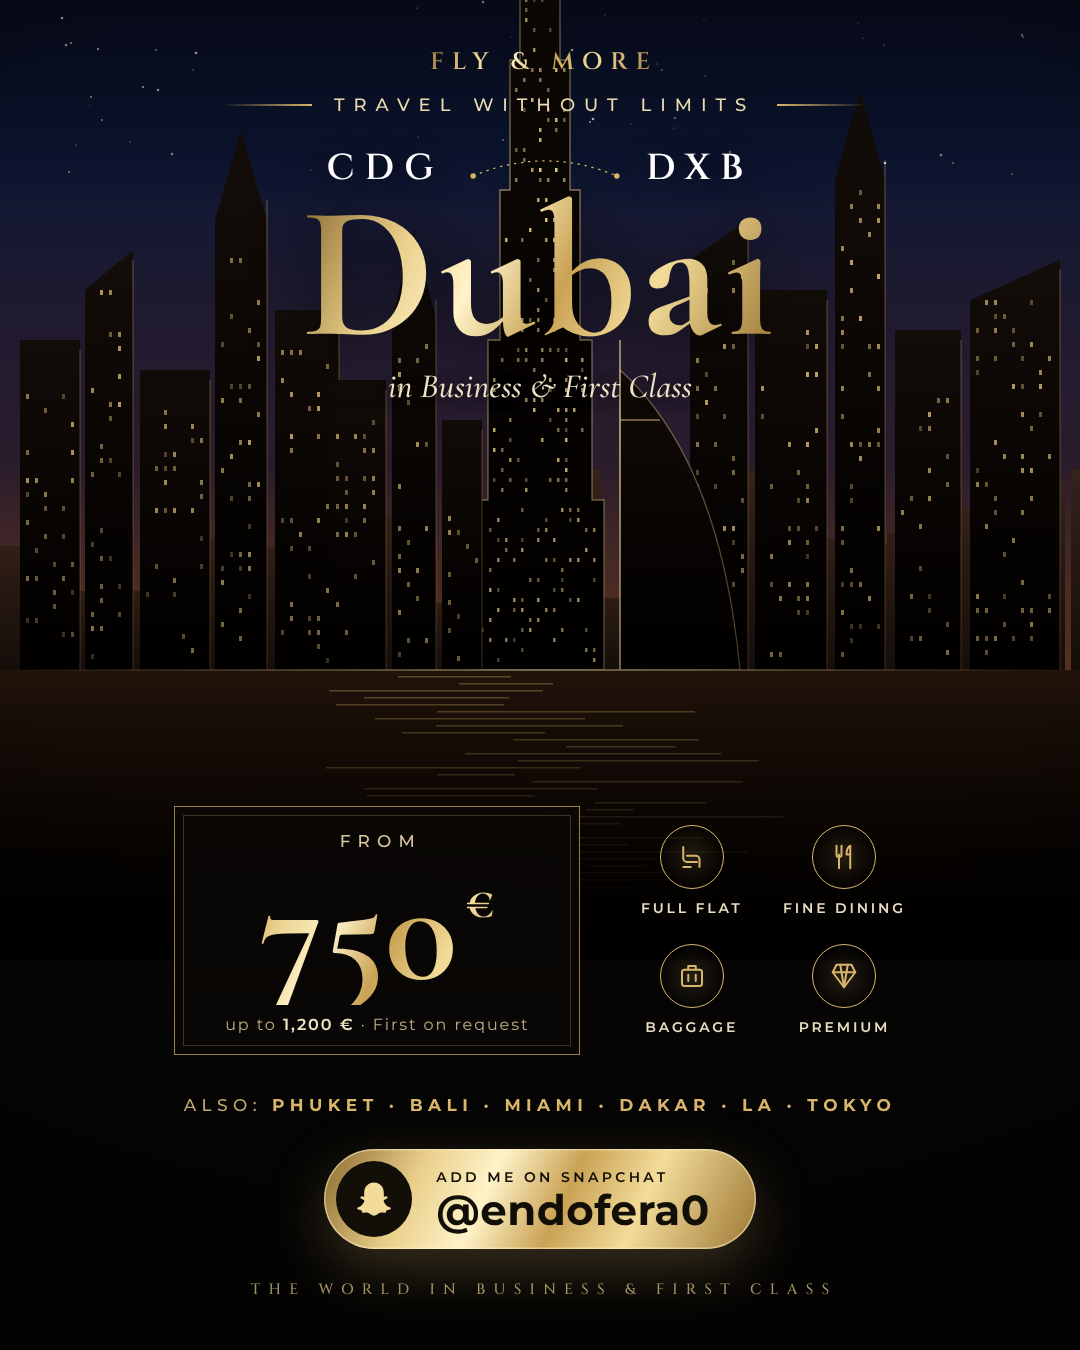 FLY & MORE
TRAVEL WITHOUT LIMITS
CDG DXB
Dubai
in Business & First Class
FROM
750 €
up to 1,200 € · First on request
FULL FLAT
FINE DINING
BAGGAGE
PREMIUM
ALSO: PHUKET • BALI • MIAMI • DAKAR • LA • TOKYO
ADD ME ON SNAPCHAT
@endofera0
THE WORLD IN BUSINESS & FIRST CLASS